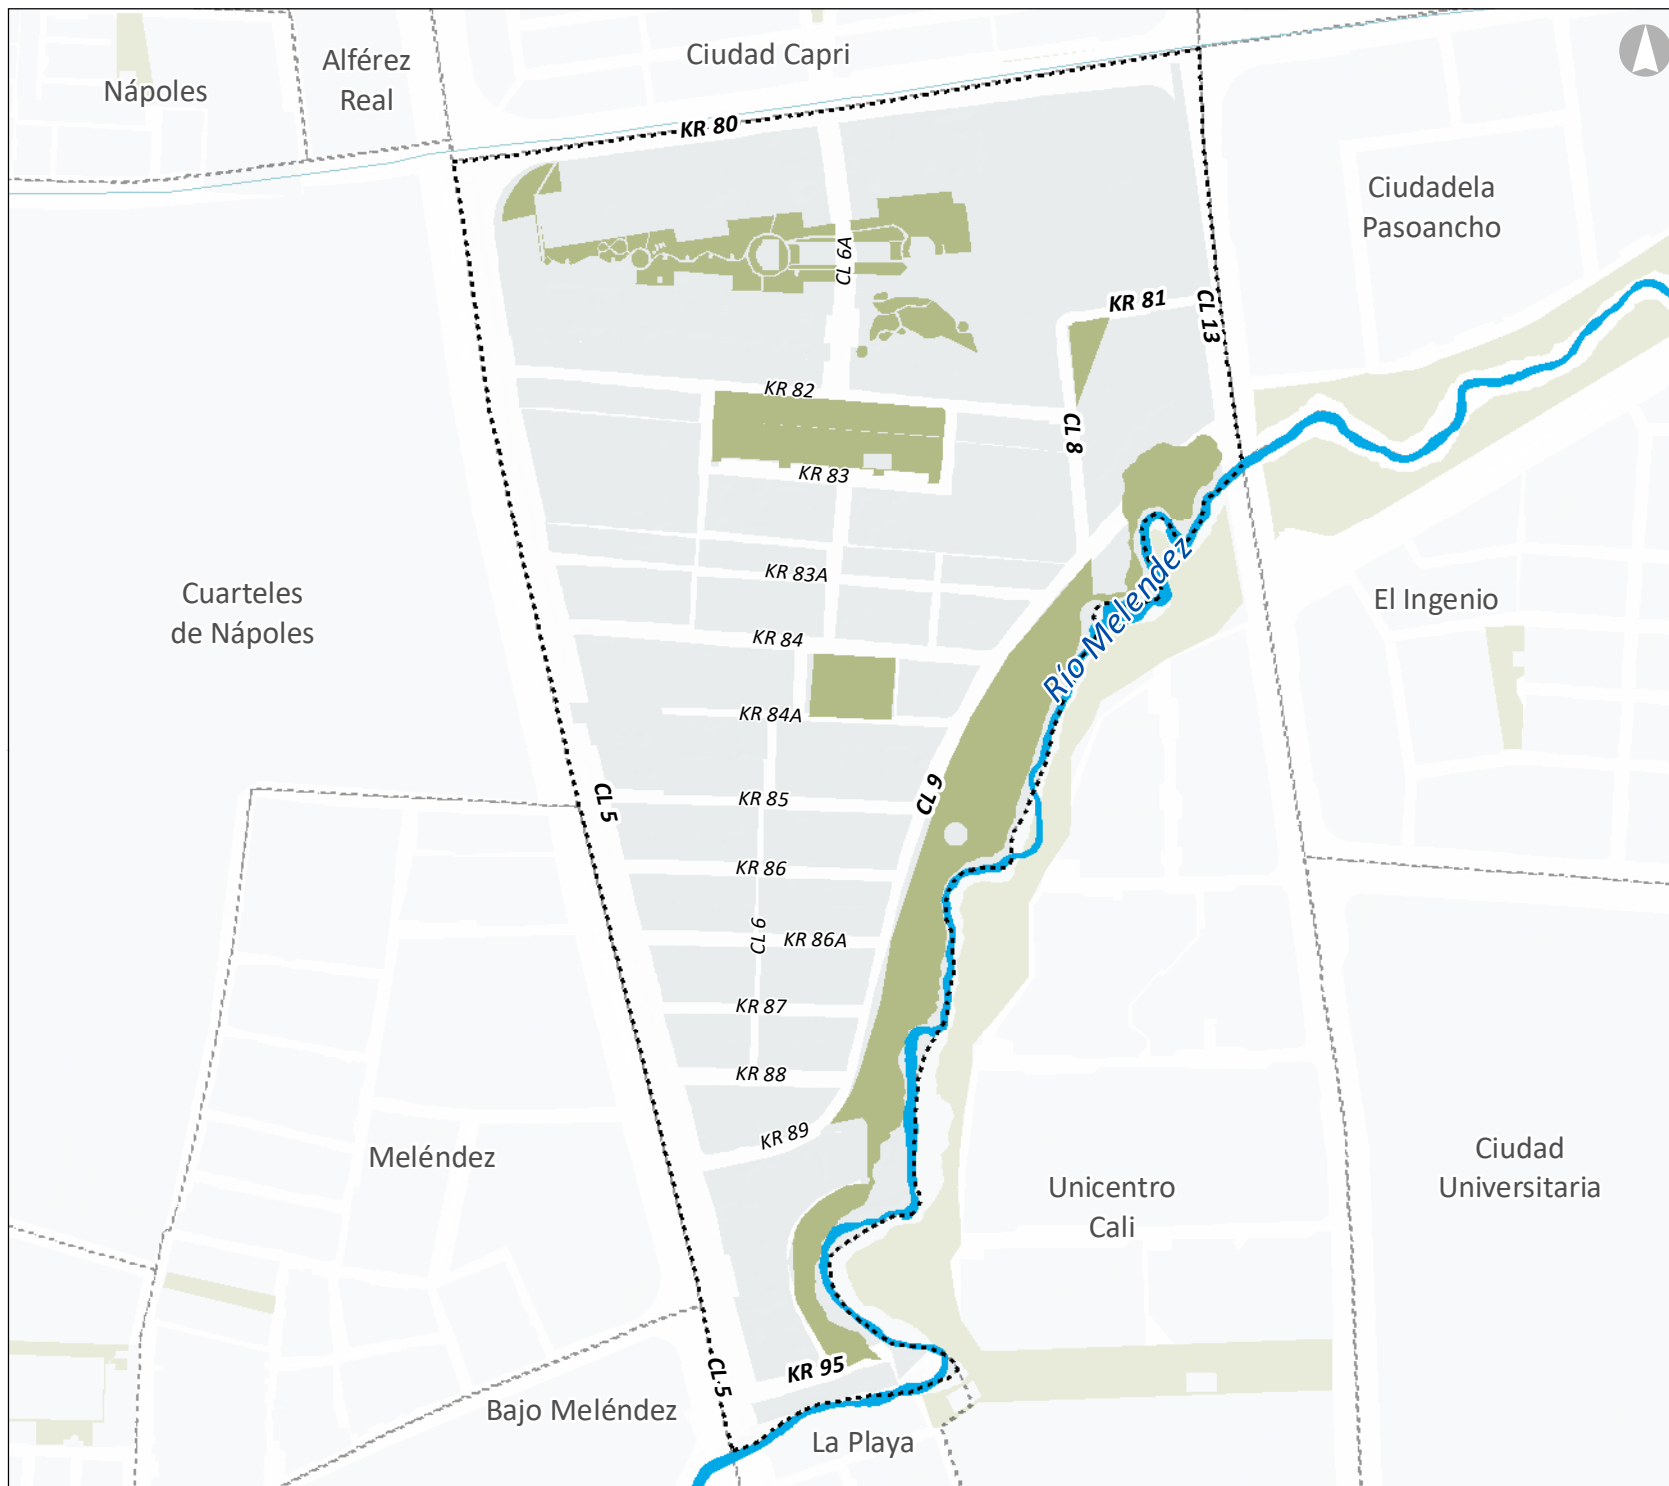 Ciudad Capri
Alférez
Real
Nápoles
KR 80
Ciudadela
Pasoancho
CL 6A
KR 81
CL 13
KR 82
CL 8
KR 83
KR 83A
Río Melendez
Cuarteles
de Nápoles
El Ingenio
KR 84
KR 84A
CL 5
KR 85
CL 9
KR 86
CL 6
KR 86A
KR 87
KR 88
KR 89
Meléndez
Ciudad
Universitaria
Unicentro
Cali
KR 95
CL 5
Bajo Meléndez
La Playa